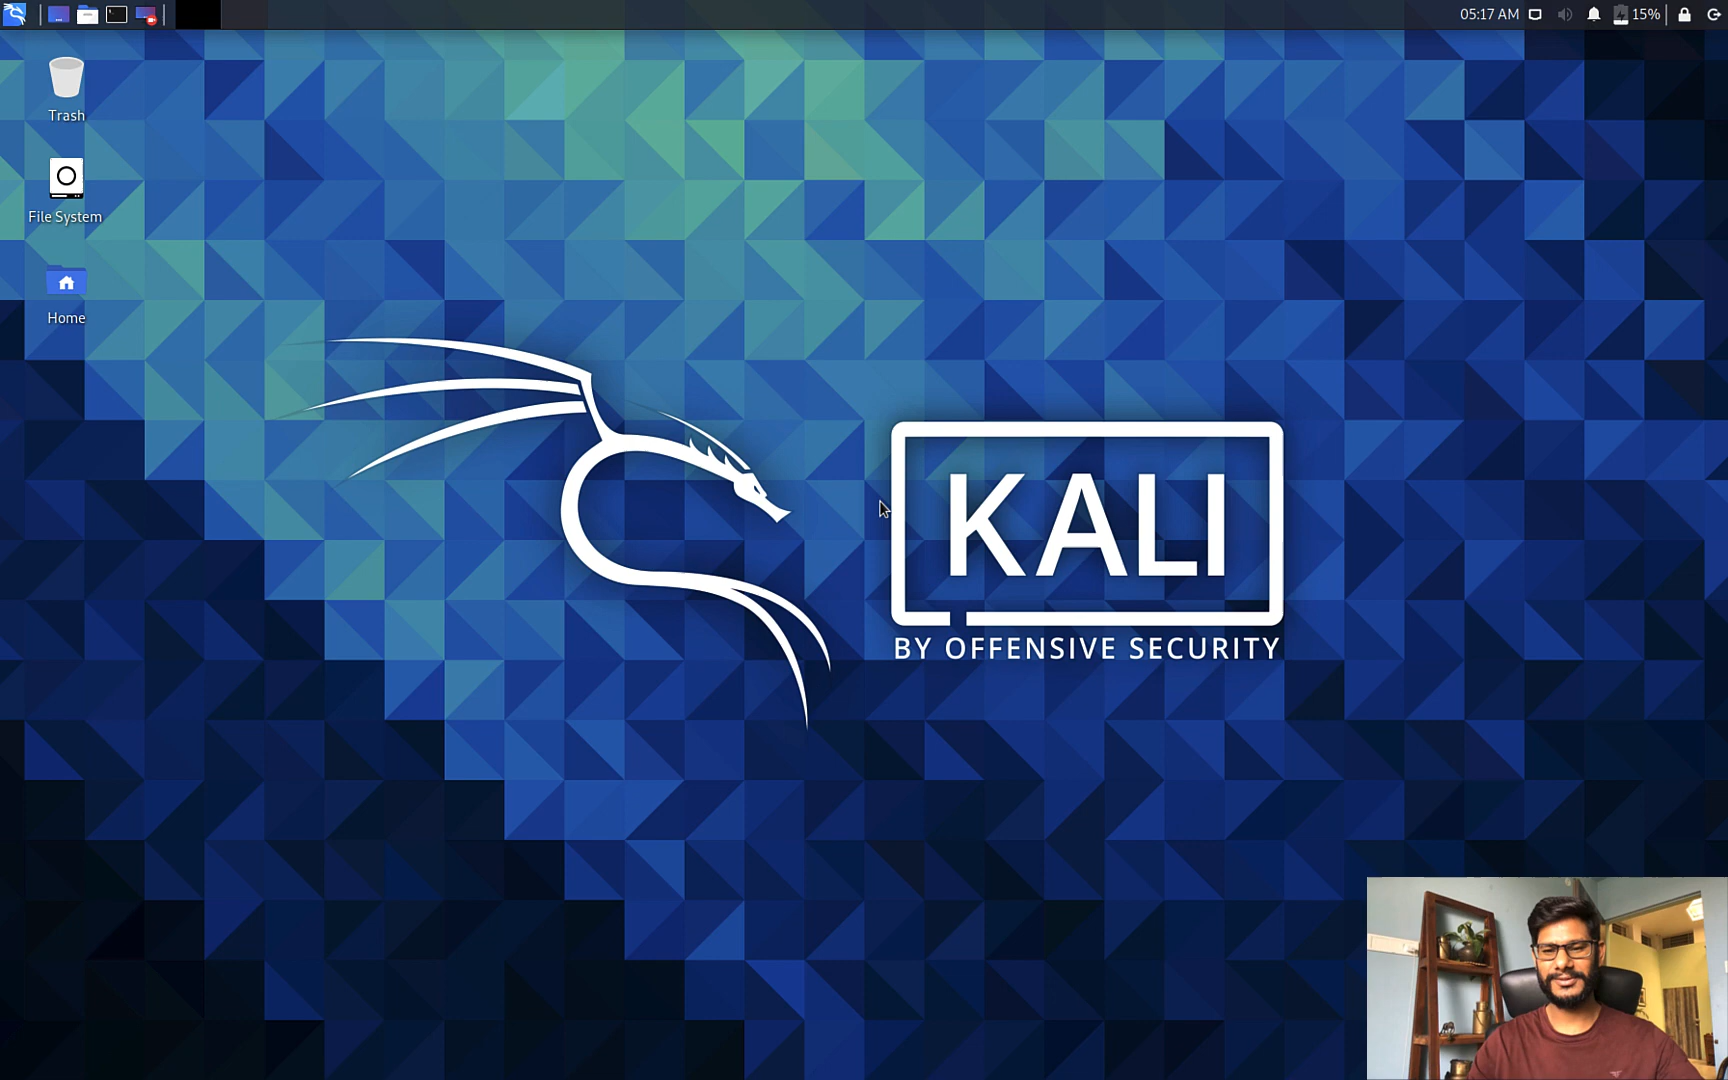 05:17 AM
15%
Trash
File System
Home
KALI
BY OFFENSIVE SECURITY